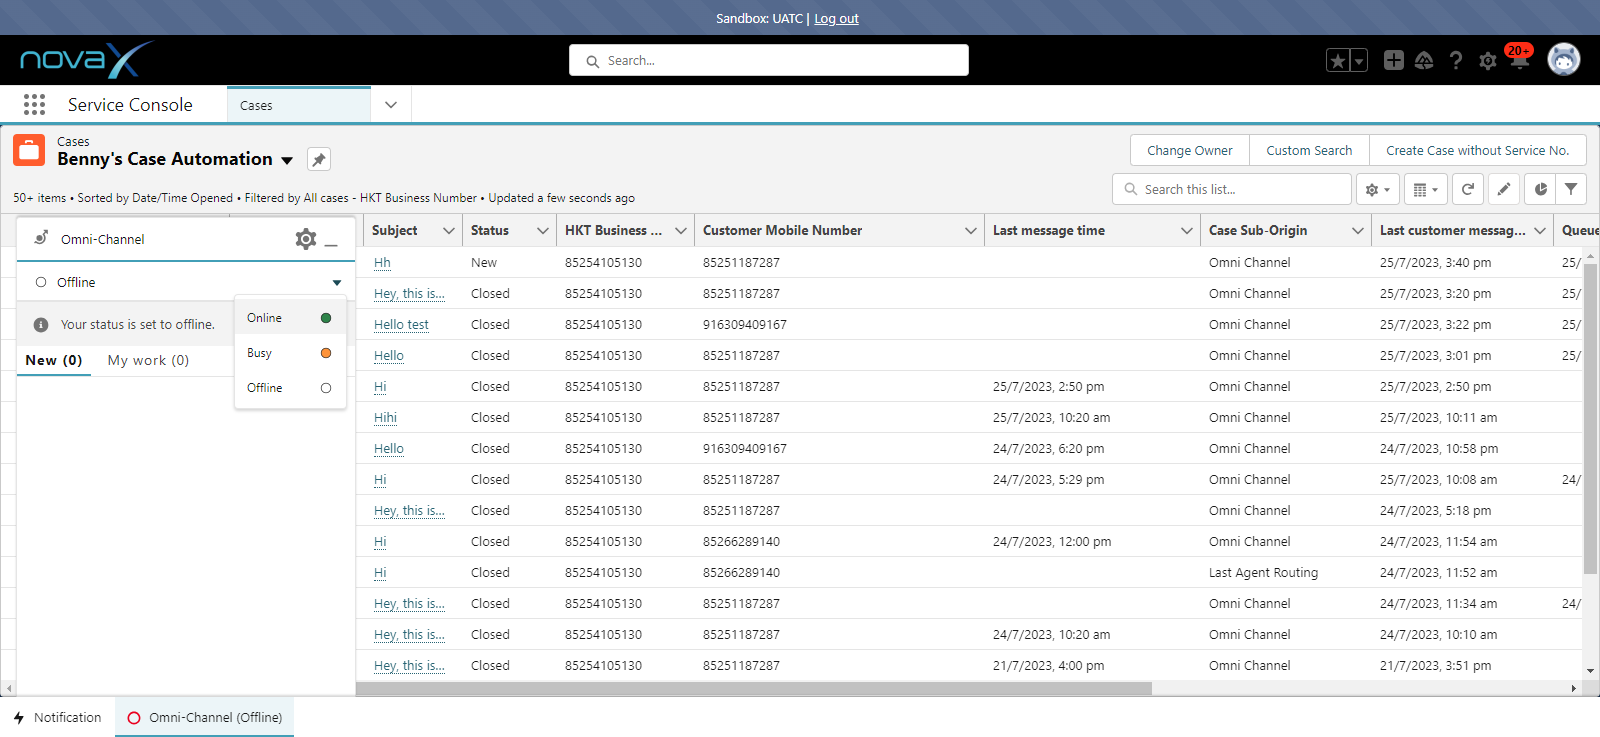 Sandbox: UATC | Log out
novaX
Search...
20+
Service Console
Cases
Cases
Benny's Case Automation
Change Owner
Custom Search
Create Case without Service No.
50+ items • Sorted by Date/Time Opened • Filtered by All cases - HKT Business Number • Updated a few seconds ago
Search this list...
Subject Status HKT Business ... Customer Mobile Number Last message time Case Sub-Origin Last customer messag... Queue
Hh New 85254105130 85251187287 Omni Channel 25/7/2023, 3:40 pm 25/
Hey, this is... Closed 85254105130 85251187287 Omni Channel 25/7/2023, 3:20 pm 25/
Hello test Closed 85254105130 916309409167 Omni Channel 25/7/2023, 3:22 pm 25/
Hello Closed 85254105130 85251187287 Omni Channel 25/7/2023, 3:01 pm 25/
Hi Closed 85254105130 85251187287 25/7/2023, 2:50 pm Omni Channel 25/7/2023, 2:50 pm
Hihi Closed 85254105130 85251187287 25/7/2023, 10:20 am Omni Channel 25/7/2023, 10:11 am
Hello Closed 85254105130 916309409167 24/7/2023, 6:20 pm Omni Channel 24/7/2023, 10:58 pm
Hi Closed 85254105130 85251187287 24/7/2023, 5:29 pm Omni Channel 25/7/2023, 10:08 am 24/
Hey, this is... Closed 85254105130 85251187287 Omni Channel 24/7/2023, 5:18 pm
Hi Closed 85254105130 85266289140 24/7/2023, 12:00 pm Omni Channel 24/7/2023, 11:54 am
Hi Closed 85254105130 85266289140 Last Agent Routing 24/7/2023, 11:52 am
Hey, this is... Closed 85254105130 85251187287 Omni Channel 24/7/2023, 11:34 am 24/
Hey, this is... Closed 85254105130 85251187287 24/7/2023, 10:20 am Omni Channel 24/7/2023, 10:10 am
Hey, this is... Closed 85254105130 85251187287 21/7/2023, 4:00 pm Omni Channel 21/7/2023, 3:51 pm
Omni-Channel
Offline
Your status is set to offline.
New (0) My work (0)
Online
Busy
Offline
Notification
Omni-Channel (Offline)